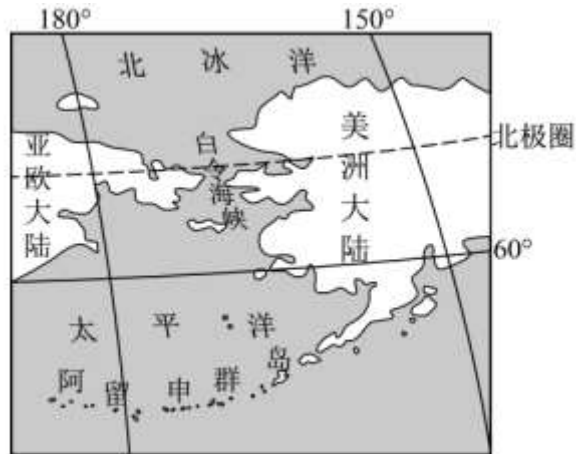 180°
150°
北冰洋
北极圈
亚欧大陆
白令海峡
美洲大陆
60°
太平洋
阿留申群岛